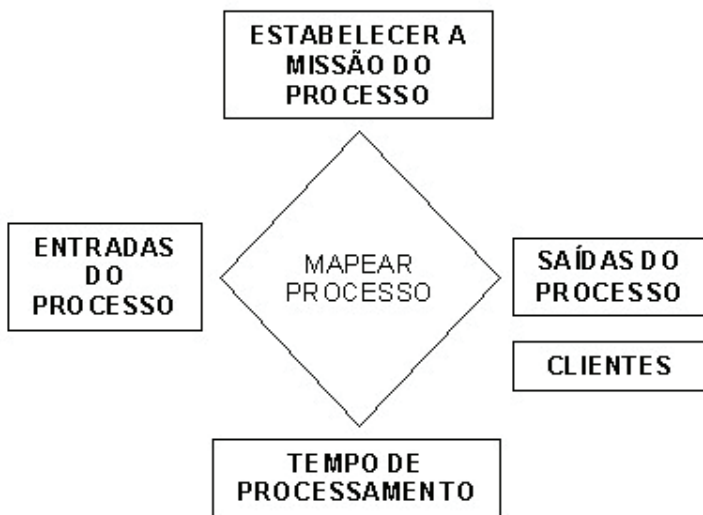 ESTABELECER A
MISSÃO DO
PROCESSO
ENTRADAS
DO
PROCESSO
MAPEAR
PROCESSO
SAÍDAS DO
PROCESSO
CLIENTES
TEMPO DE
PROCESSAMENTO